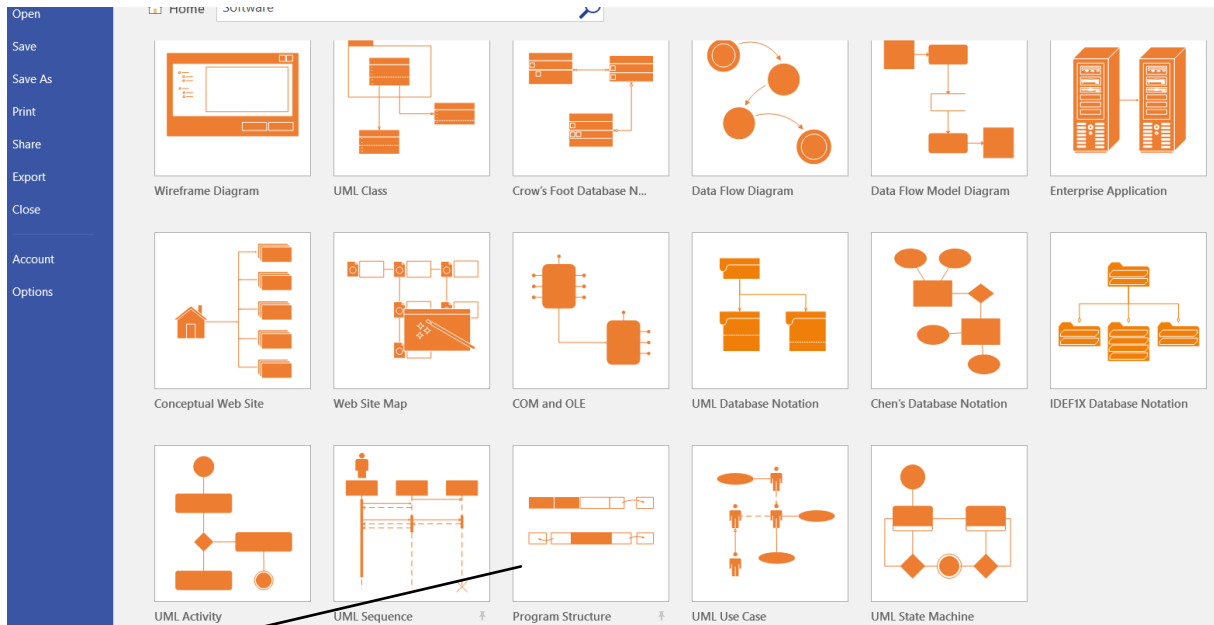 Open
Save
Save As
Print
Share
Export
Close
Account
Options
Home Software
Wireframe Diagram
UML Class
Crow's Foot Database N...
Data Flow Diagram
Data Flow Model Diagram
Enterprise Application
Conceptual Web Site
Web Site Map
COM and OLE
UML Database Notation
Chen's Database Notation
IDEF1X Database Notation
UML Activity
UML Sequence
Program Structure
UML Use Case
UML State Machine